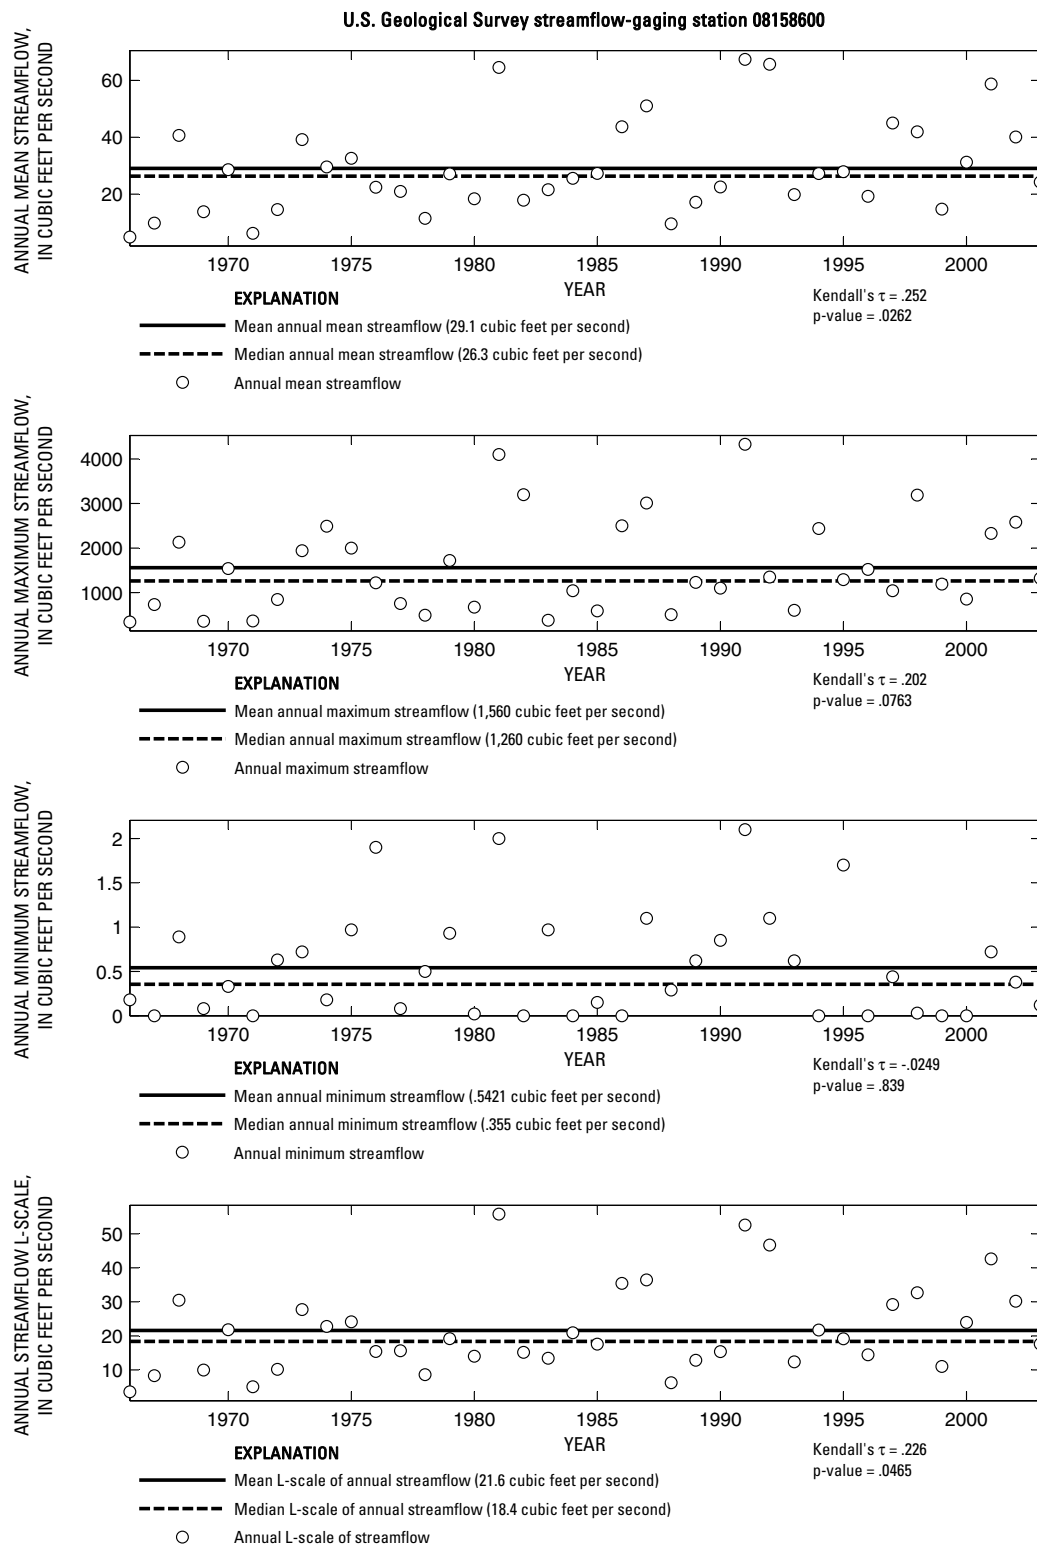 U.S. Geological Survey streamflow-gaging station 08158600
ANNUAL MEAN STREAMFLOW,
IN CUBIC FEET PER SECOND
60
40
20
1970 1975 1980 1985 1990 1995 2000
YEAR
Kendall's τ = .252
p-value = .0262
EXPLANATION
Mean annual mean streamflow (29.1 cubic feet per second)
Median annual mean streamflow (26.3 cubic feet per second)
Annual mean streamflow
ANNUAL MAXIMUM STREAMFLOW,
IN CUBIC FEET PER SECOND
4000
3000
2000
1000
1970 1975 1980 1985 1990 1995 2000
YEAR
Kendall's τ = .202
p-value = .0763
EXPLANATION
Mean annual maximum streamflow (1,560 cubic feet per second)
Median annual maximum streamflow (1,260 cubic feet per second)
Annual maximum streamflow
ANNUAL MINIMUM STREAMFLOW,
IN CUBIC FEET PER SECOND
2
1.5
1
0.5
0
1970 1975 1980 1985 1990 1995 2000
YEAR
Kendall's τ = -.0249
p-value = .839
EXPLANATION
Mean annual minimum streamflow (.5421 cubic feet per second)
Median annual minimum streamflow (.355 cubic feet per second)
Annual minimum streamflow
ANNUAL STREAMFLOW L-SCALE,
IN CUBIC FEET PER SECOND
50
40
30
20
10
1970 1975 1980 1985 1990 1995 2000
YEAR
Kendall's τ = .226
p-value = .0465
EXPLANATION
Mean L-scale of annual streamflow (21.6 cubic feet per second)
Median L-scale of annual streamflow (18.4 cubic feet per second)
Annual L-scale of streamflow